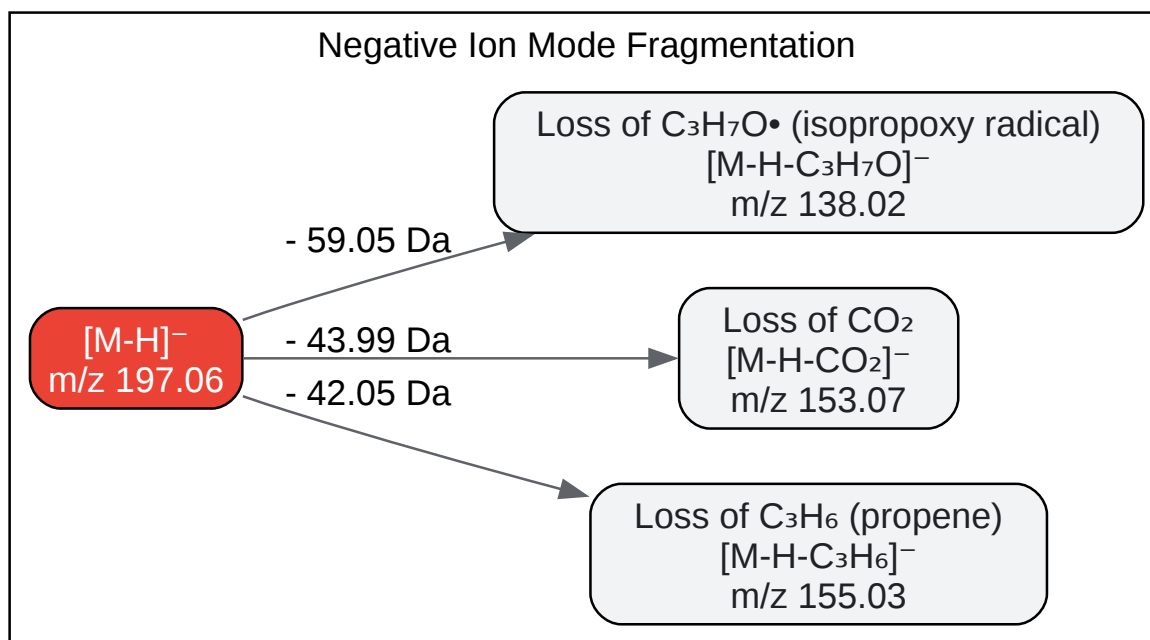 Negative Ion Mode Fragmentation
Loss of C₃H₇O• (isopropoxy radical)
[M-H-C₃H₇O]⁻
m/z 138.02
- 59.05 Da
[M-H]⁻
m/z 197.06
- 43.99 Da
Loss of CO₂
[M-H-CO₂]⁻
m/z 153.07
- 42.05 Da
Loss of C₃H₆ (propene)
[M-H-C₃H₆]⁻
m/z 155.03